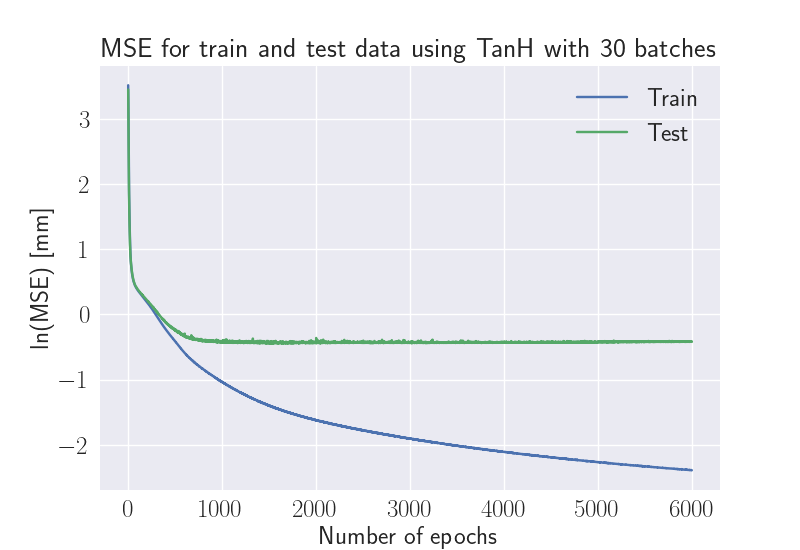 MSE for train and test data using TanH with 30 batches
Train
Test
3
2
1
0
−1
−2
ln(MSE) [mm]
0 1000 2000 3000 4000 5000 6000
Number of epochs